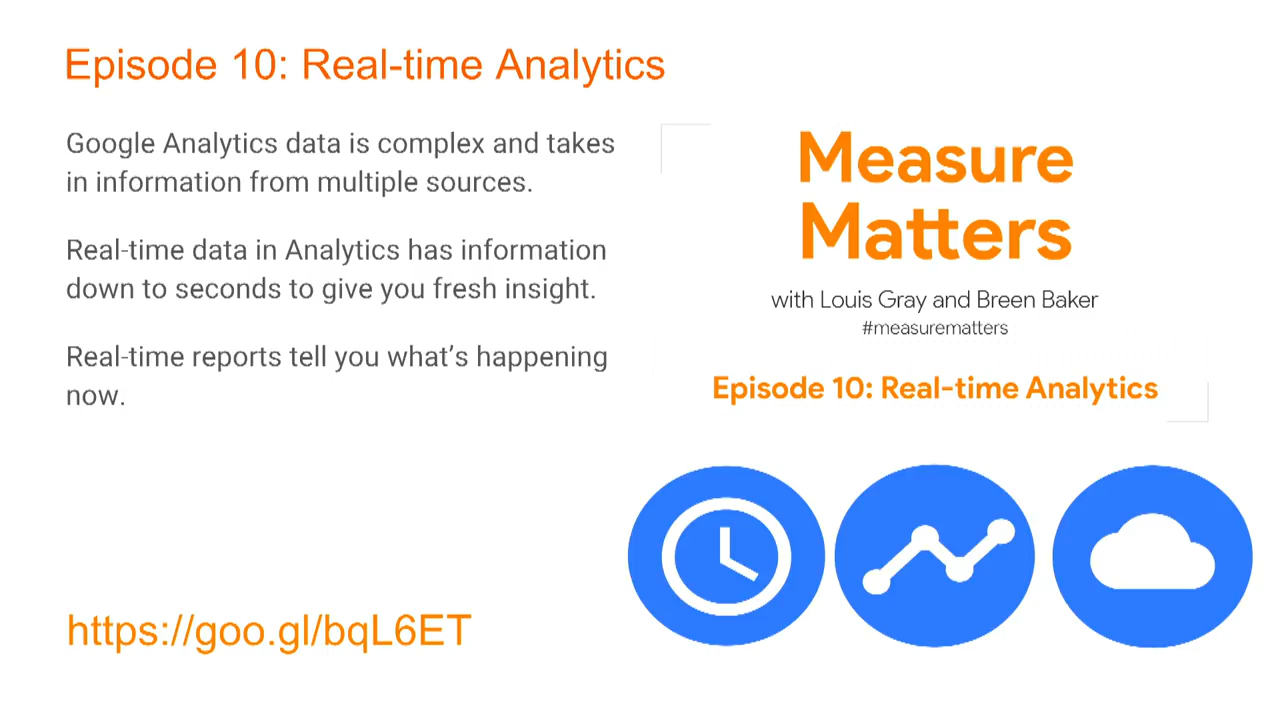 Episode 10: Real-time Analytics
Google Analytics data is complex and takes
in information from multiple sources.
Real-time data in Analytics has information
down to seconds to give you fresh insight.
Real-time reports tell you what's happening
now.
https://goo.gl/bqL6ET
Measure
Matters
with Louis Gray and Breen Baker
#measurematters
Episode 10: Real-time Analytics